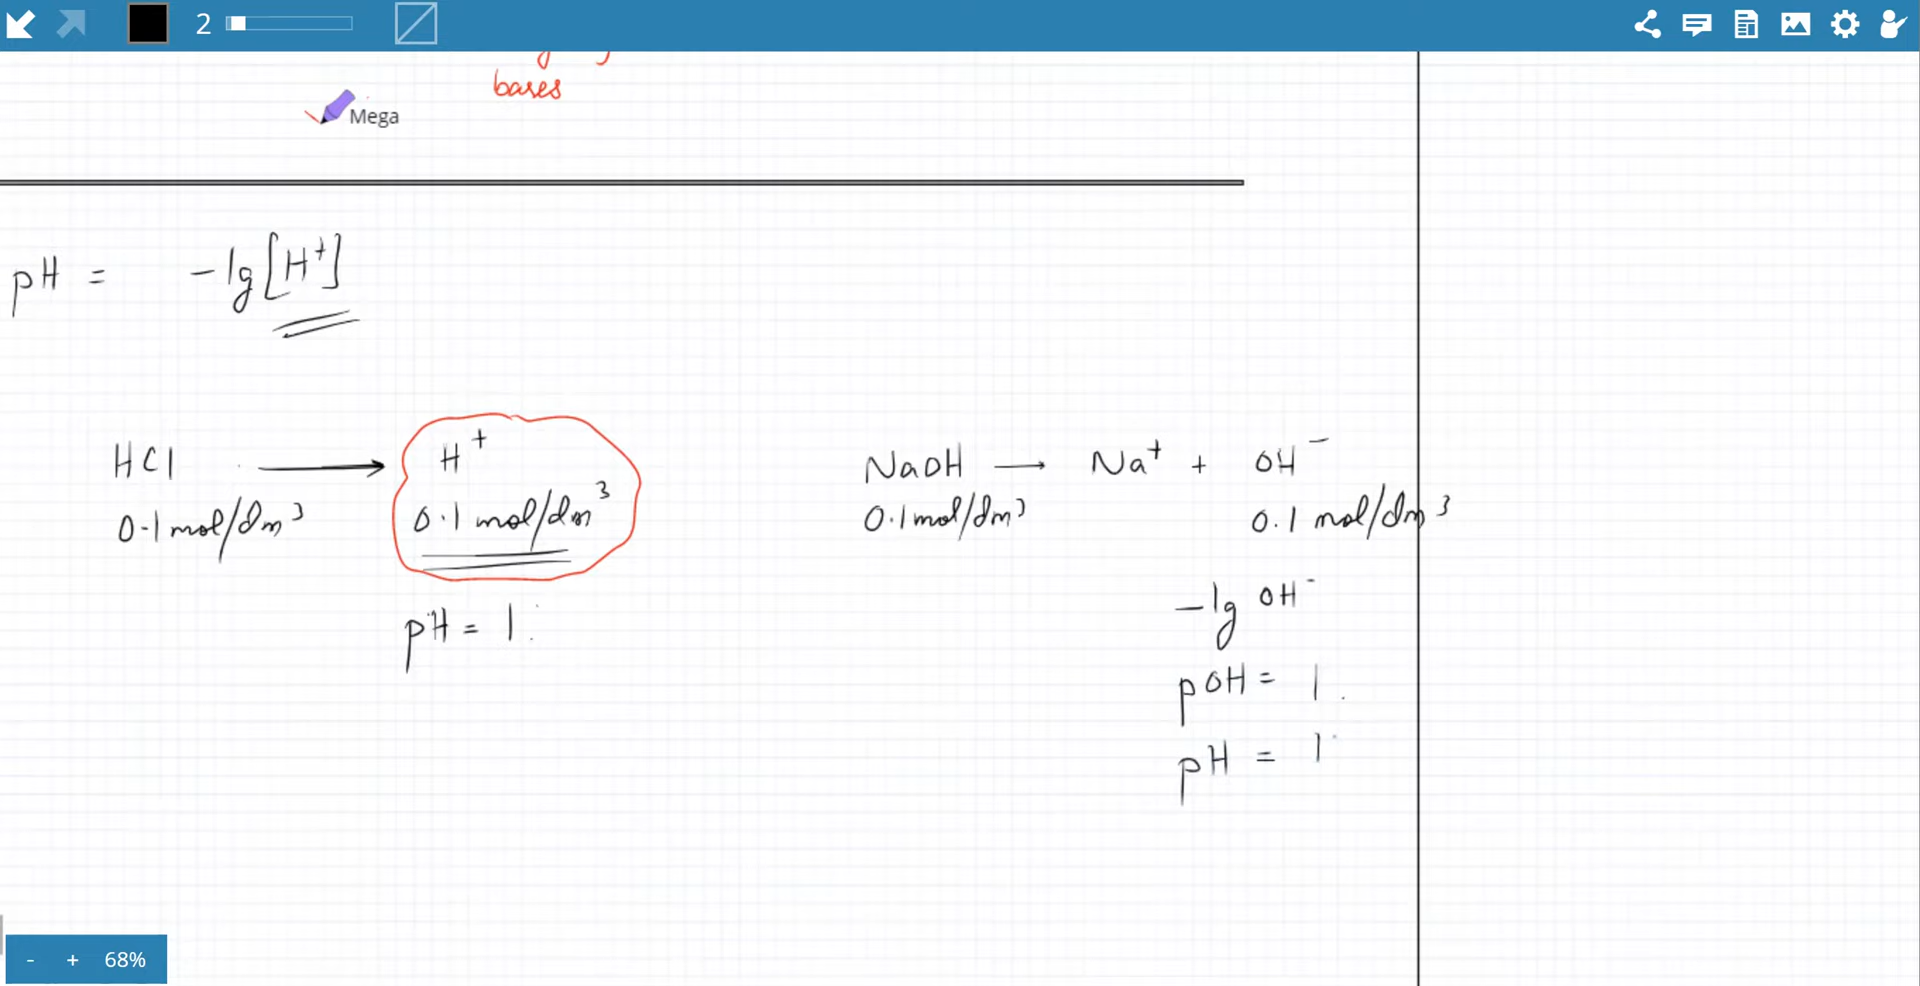 2
bases
Mega
pH = -lg[H⁺]
HCl ⟶ H⁺
0.1 mol/dm³ 0.1 mol/dm³
pH = 1
NaOH ⟶ Na⁺ + OH⁻
0.1 mol/dm³ 0.1 mol/dm³
-lg OH⁻
pOH = 1
pH = 1
- + 68%